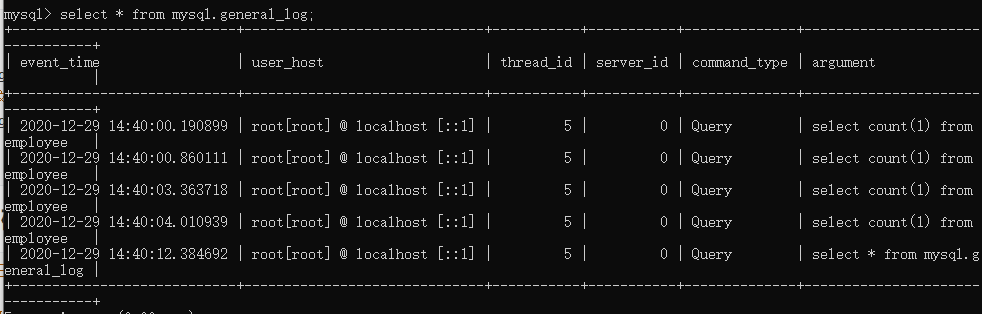 mysql> select * from mysql.general_log;
+----------------------------+------------------------------+-----------+-----------+--------------+---------------------
-----------+
| event_time                 | user_host                    | thread_id | server_id | command_type | argument
           |
+----------------------------+------------------------------+-----------+-----------+--------------+---------------------
-----------+
| 2020-12-29 14:40:00.190899 | root[root] @ localhost [::1] |         5 |         0 | Query        | select count(1) from
employee   |
| 2020-12-29 14:40:00.860111 | root[root] @ localhost [::1] |         5 |         0 | Query        | select count(1) from
employee   |
| 2020-12-29 14:40:03.363718 | root[root] @ localhost [::1] |         5 |         0 | Query        | select count(1) from
employee   |
| 2020-12-29 14:40:04.010939 | root[root] @ localhost [::1] |         5 |         0 | Query        | select count(1) from
employee   |
| 2020-12-29 14:40:12.384692 | root[root] @ localhost [::1] |         5 |         0 | Query        | select * from mysql.g
eneral_log |
+----------------------------+------------------------------+-----------+-----------+--------------+---------------------
-----------+